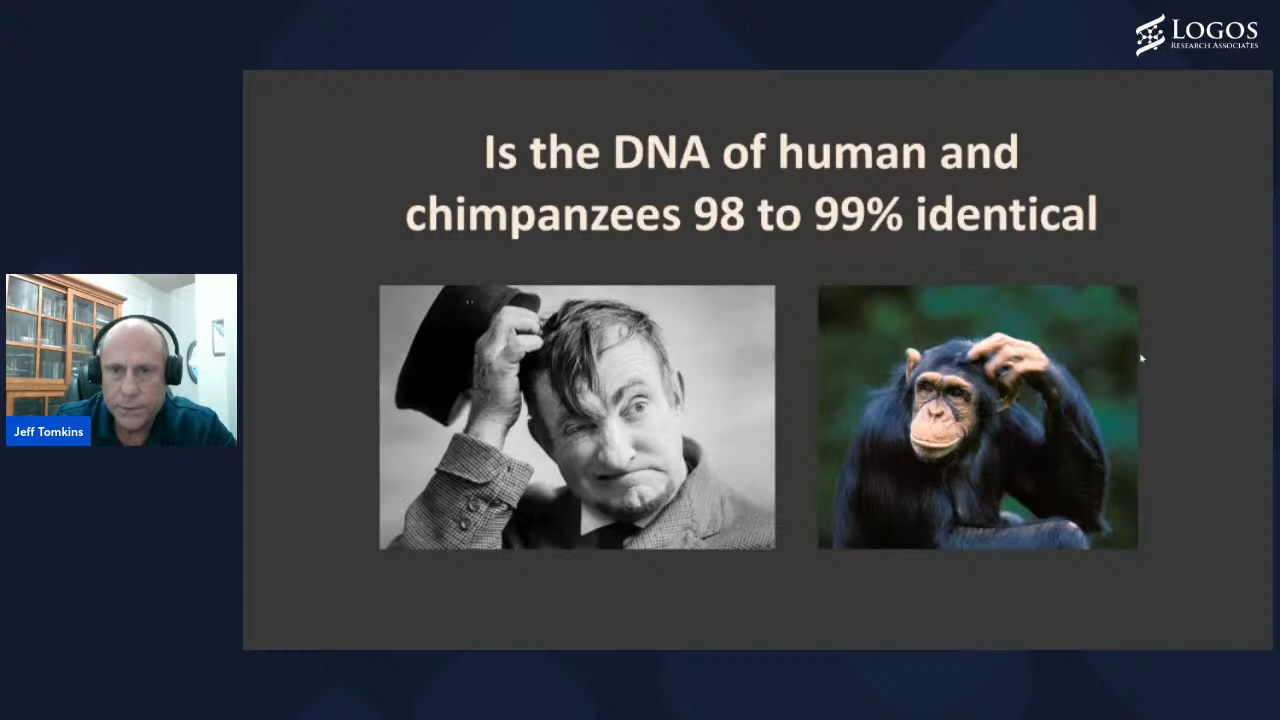 LOGOS
RESEARCH ASSOCIATES
Is the DNA of human and
chimpanzees 98 to 99% identical
Jeff Tomkins